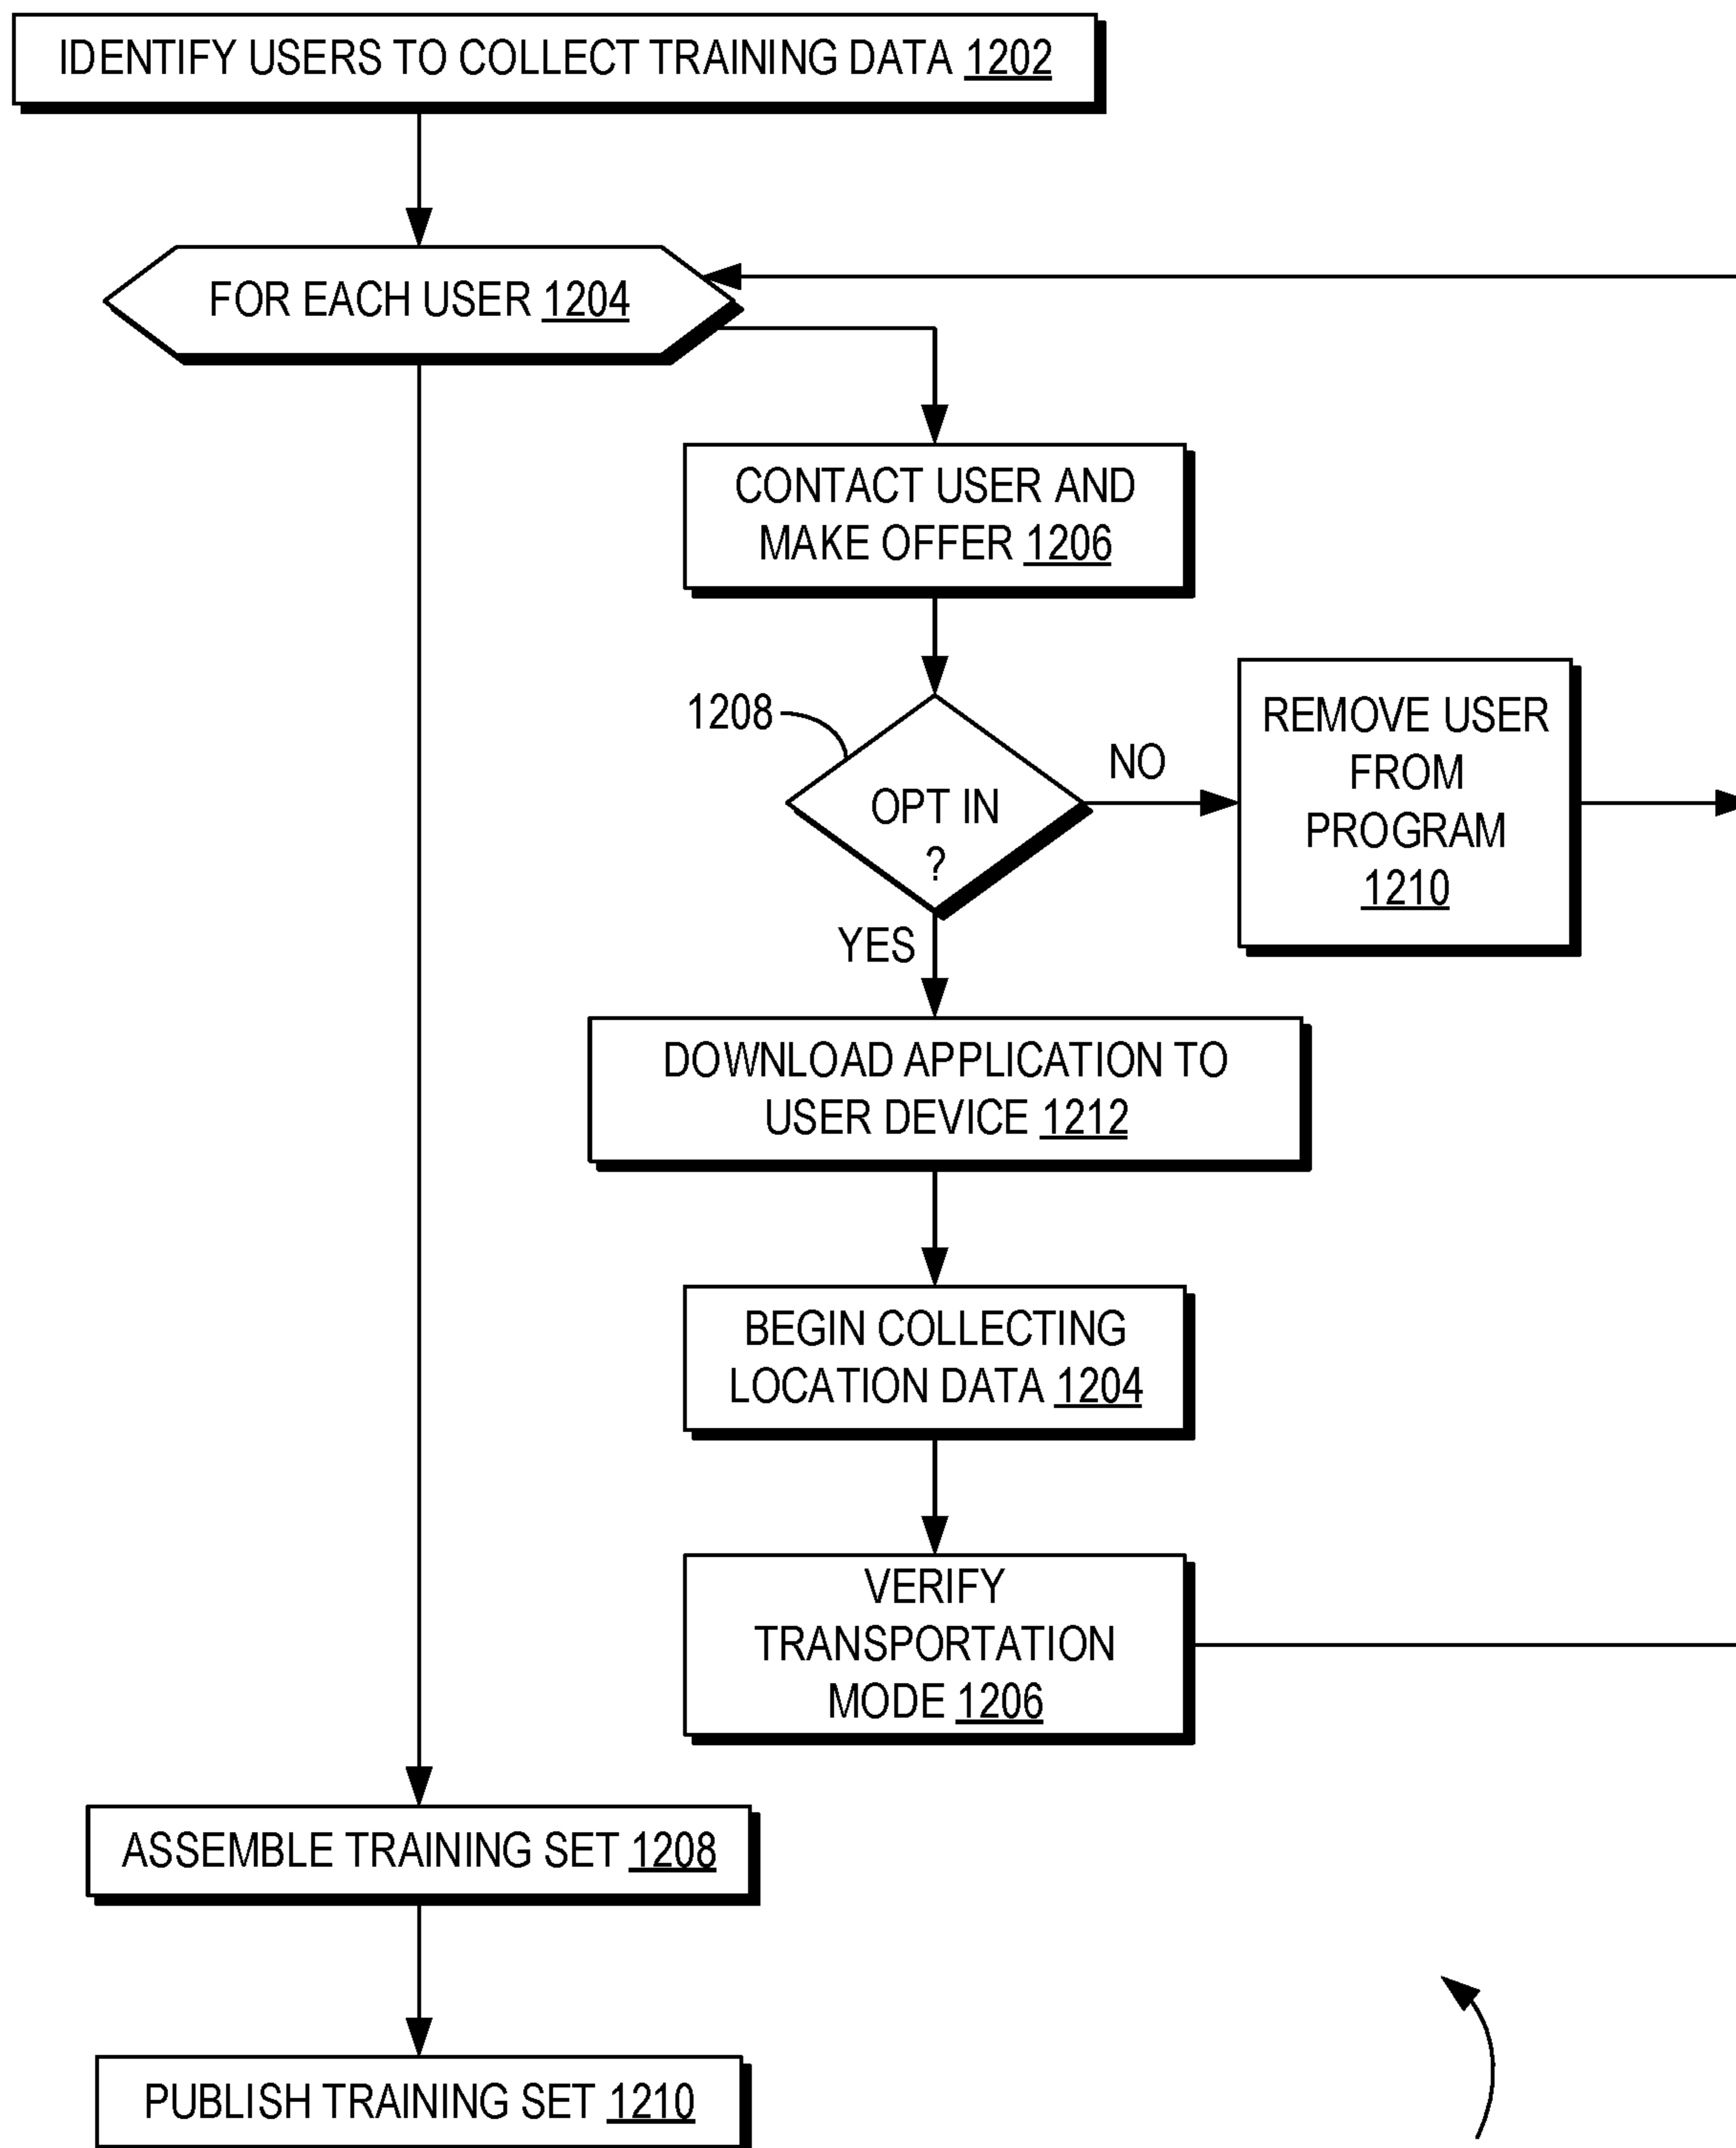 IDENTIFY USERS TO COLLECT TRAINING DATA 1202
FOR EACH USER 1204
CONTACT USER AND
MAKE OFFER 1206
1208
OPT IN
?
NO
REMOVE USER
FROM
PROGRAM
1210
YES
DOWNLOAD APPLICATION TO
USER DEVICE 1212
BEGIN COLLECTING
LOCATION DATA 1204
VERIFY
TRANSPORTATION
MODE 1206
ASSEMBLE TRAINING SET 1208
PUBLISH TRAINING SET 1210